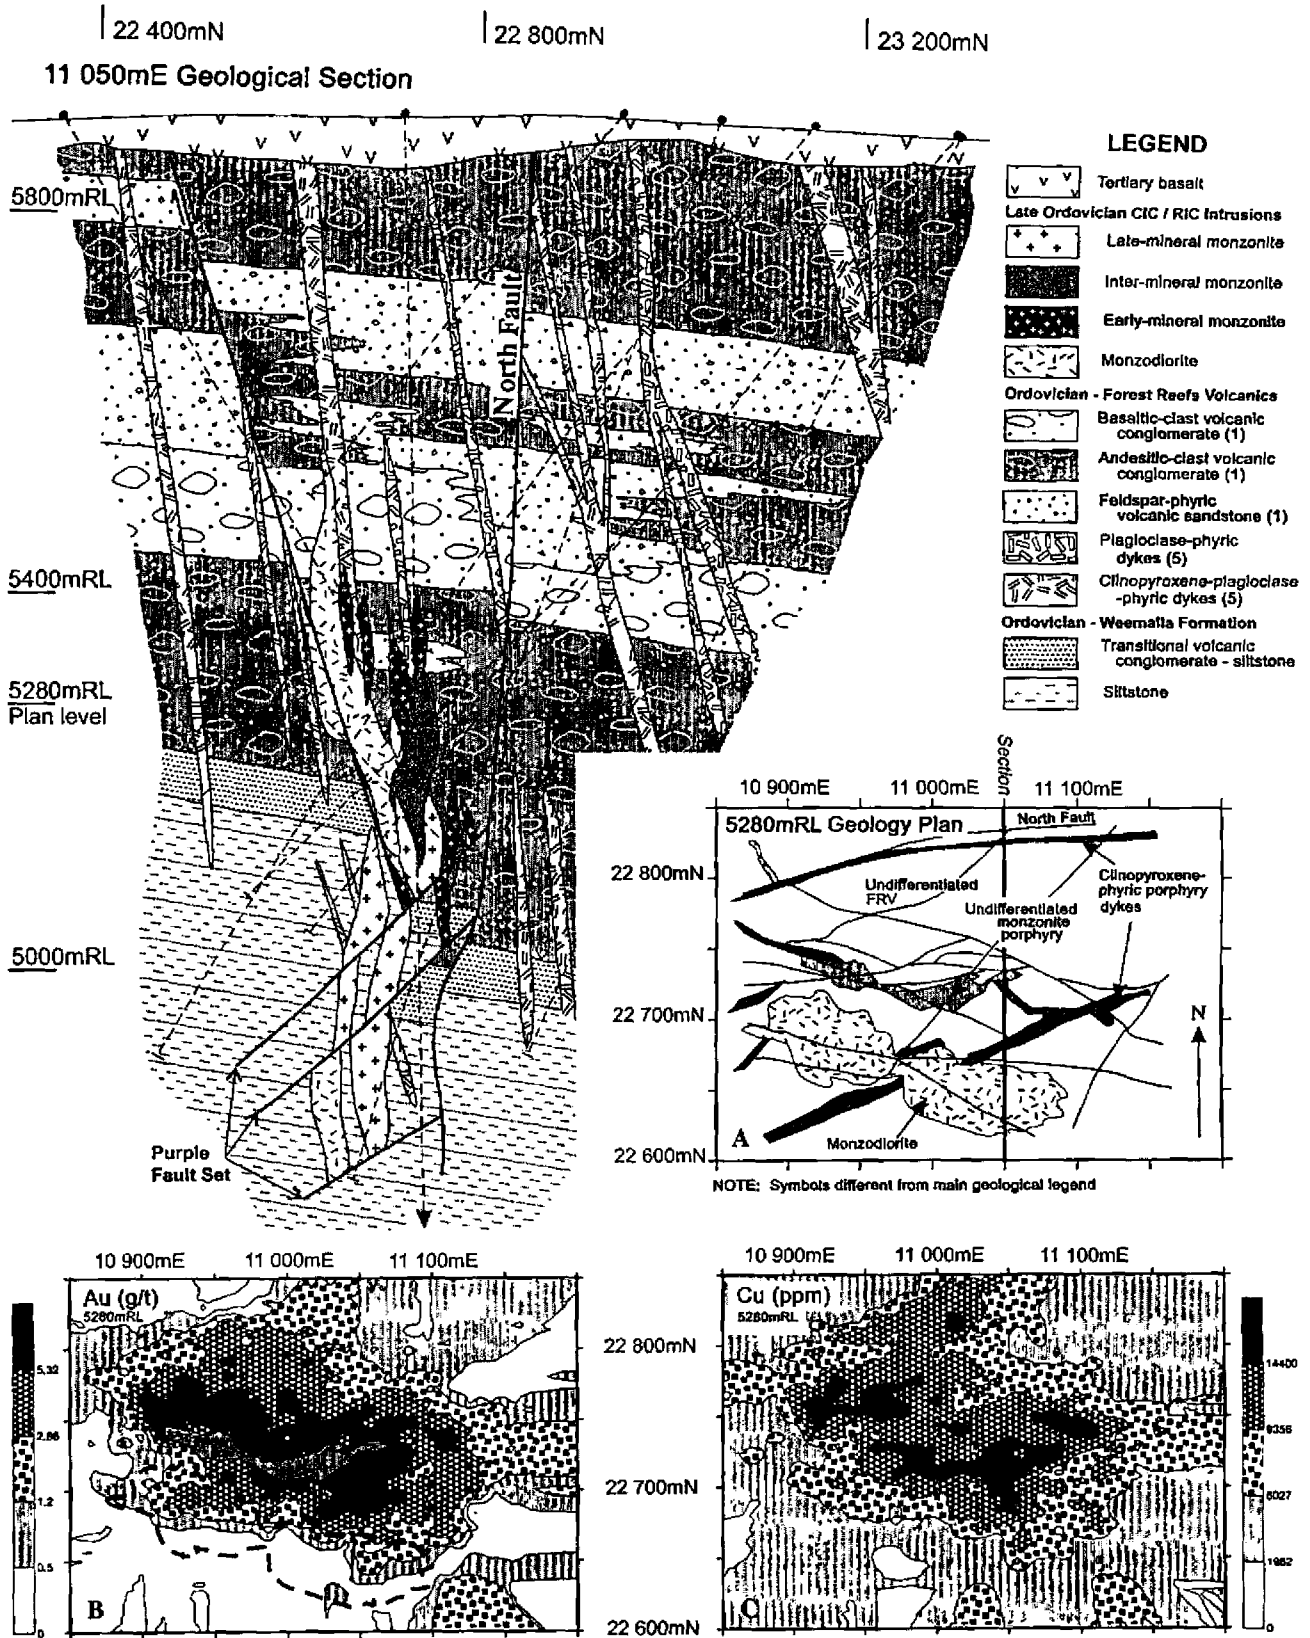 22 400mN
22 800mN
23 200mN
11 050mE Geological Section
5800mRL
5400mRL
5280mRL
Plan level
5000mRL
North Fault
Purple
Fault Set
LEGEND
Tertiary basalt
Late Ordovician CIC / RIC Intrusions
Late-mineral monzonite
Inter-mineral monzonite
Early-mineral monzonite
Monzodiorite
Ordovician - Forest Reefs Volcanics
Basaltic-clast volcanic
conglomerate (1)
Andesitic-clast volcanic
conglomerate (1)
Feldspar-phyric
volcanic sandstone (1)
Plagioclase-phyric
dykes (5)
Clinopyroxene-plagioclase
-phyric dykes (5)
Ordovician - Weemalla Formation
Transitional volcanic
conglomerate - siltstone
Siltstone
Section
10 900mE
11 000mE
11 100mE
5280mRL Geology Plan
North Fault
22 800mN
Undifferentiated
FRV
Clinopyroxene-
phyric porphyry
dykes
Undifferentiated
monzonite
porphyry
22 700mN
N
A
Monzodiorite
22 600mN
NOTE: Symbols different from main geological legend
10 900mE
11 000mE
11 100mE
Au (g/t)
5280mRL
5.32
2.86
1.2
0.5
0
B
10 900mE
11 000mE
11 100mE
Cu (ppm)
5280mRL
22 800mN
22 700mN
22 600mN
14400
9356
1962
0
C